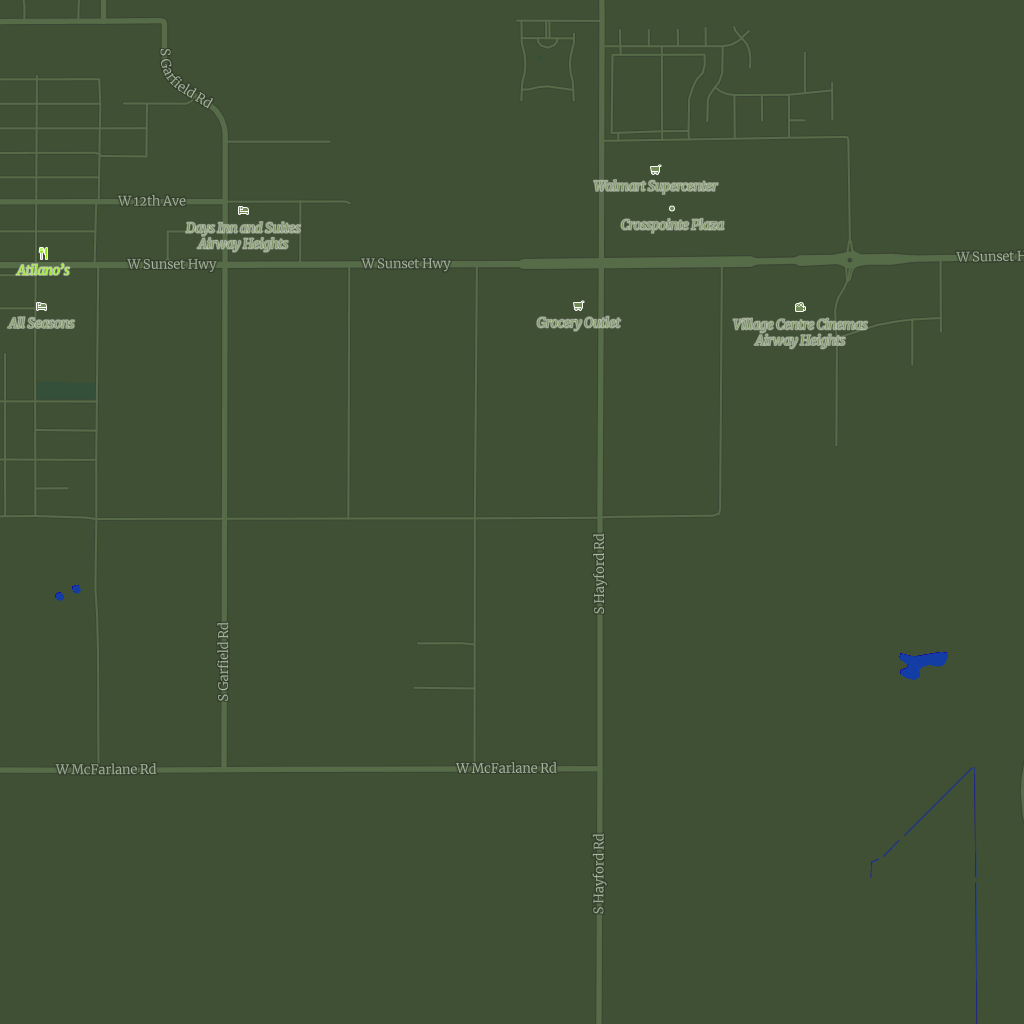 S Garfield Rd
Walmart Supercenter
W 12th Ave
Crosspointe Plaza
Days Inn and Suites
Airway Heights
W Sunset Hwy
W Sunset Hwy
W Sunset H
Atilano's
All Seasons
Grocery Outlet
Village Centre Cinemas
Airway Heights
S Hayford Rd
S Garfield Rd
W McFarlane Rd
W McFarlane Rd
S Hayford Rd